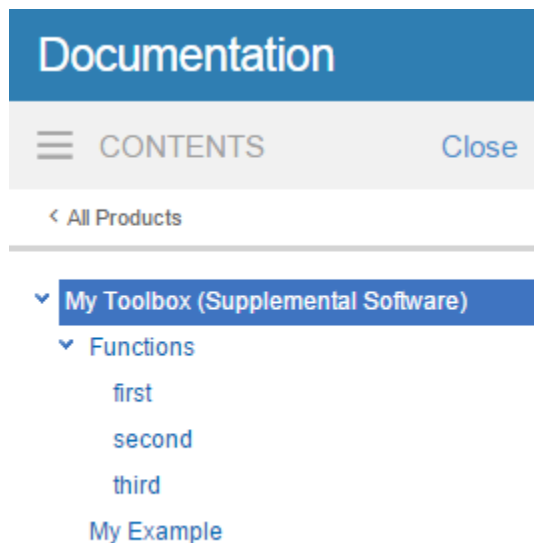 Documentation
CONTENTS Close
< All Products
My Toolbox (Supplemental Software)
Functions
first
second
third
My Example